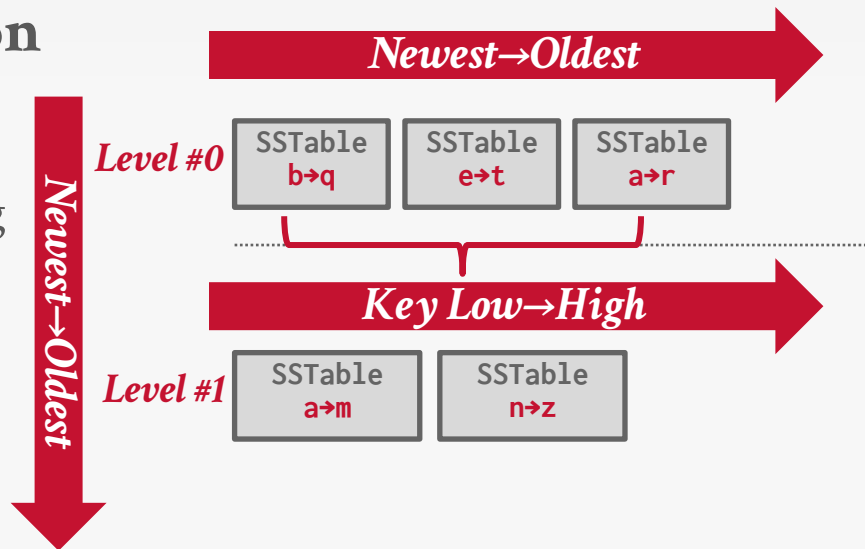 on
Newest→Oldest
Level #0
SSTable
b→q
SSTable
e→t
SSTable
a→r
g
Newest→Oldest
Key Low→High
Level #1
SSTable
a→m
SSTable
n→z